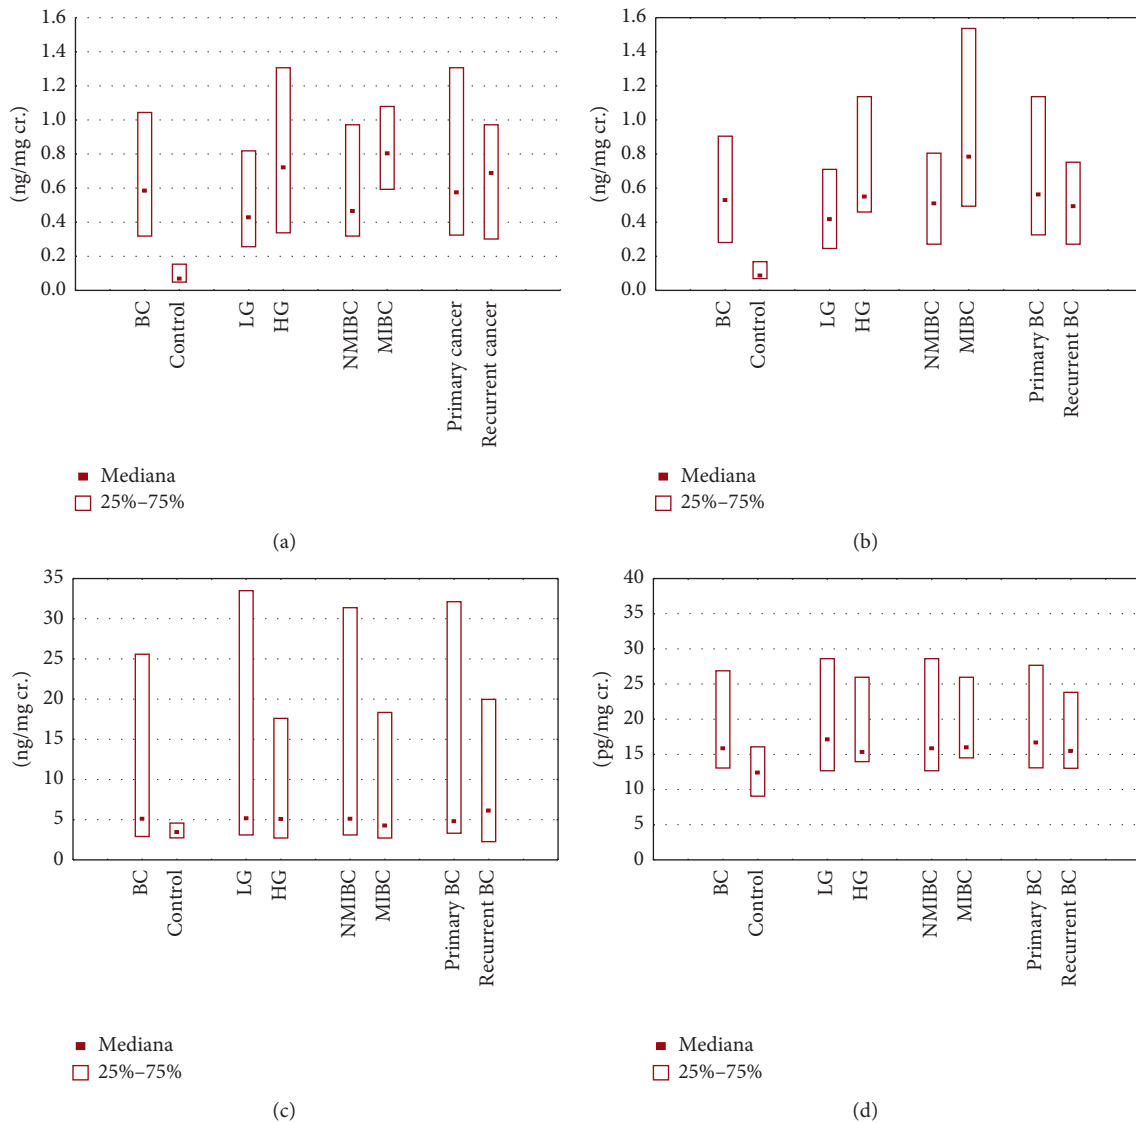 1.6
1.4
1.2
1.0
0.8
0.6
0.4
0.2
0.0
(ng/mg cr.)
BC
Control
LG
HG
NMIBC
MIBC
Primary cancer
Recurrent cancer
Mediana
25%–75%
(a)
1.6
1.4
1.2
1.0
0.8
0.6
0.4
0.2
0.0
(ng/mg cr.)
BC
Control
LG
HG
NMIBC
MIBC
Primary BC
Recurrent BC
Mediana
25%–75%
(b)
35
30
25
20
15
10
5
0
(ng/mg cr.)
BC
Control
LG
HG
NMIBC
MIBC
Primary BC
Recurrent BC
Mediana
25%–75%
(c)
40
35
30
25
20
15
10
5
0
(pg/mg cr.)
BC
Control
LG
HG
NMIBC
MIBC
Primary BC
Recurrent BC
Mediana
25%–75%
(d)